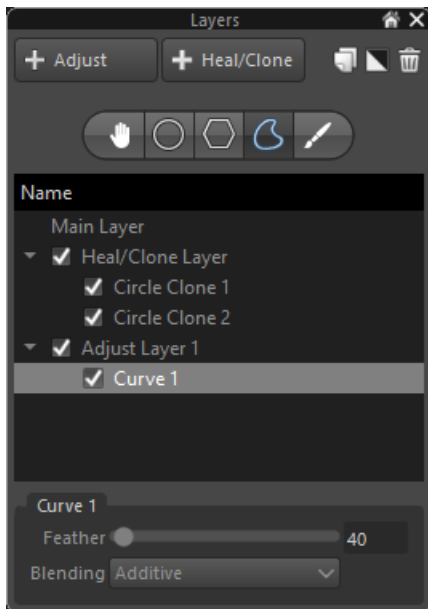 Layers
Adjust
Heal/Clone
Name
Main Layer
Heal/Clone Layer
Circle Clone 1
Circle Clone 2
Adjust Layer 1
Curve 1
Curve 1
Feather 40
Blending Additive